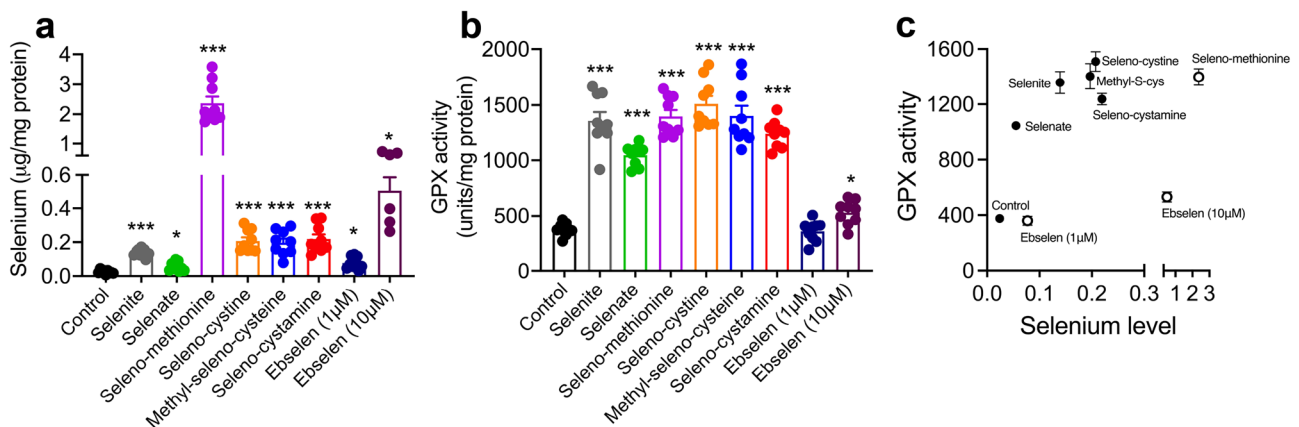 a
Selenium (µg/mg protein)
4
3
2
1
0.6
0.4
0.2
0.0
***
*
***
***
***
***
*
*
Control
Selenite
Selenate
Seleno-methionine
Seleno-cystine
Methyl-seleno-cysteine
Seleno-cystamine
Ebselen (1µM)
Ebselen (10µM)
b
GPX activity
(units/mg protein)
2000
1500
1000
500
0
***
***
***
***
***
***
*
Control
Selenite
Selenate
Seleno-methionine
Seleno-cystine
Methyl-seleno-cysteine
Seleno-cystamine
Ebselen (1µM)
Ebselen (10µM)
c
GPX activity
1600
1200
800
400
0
Seleno-cystine
Seleno-methionine
Selenite
Methyl-S-cys
Seleno-cystamine
Selenate
Control
Ebselen (1µM)
Ebselen (10µM)
0.0 0.1 0.2 0.3 1 2 3
Selenium level